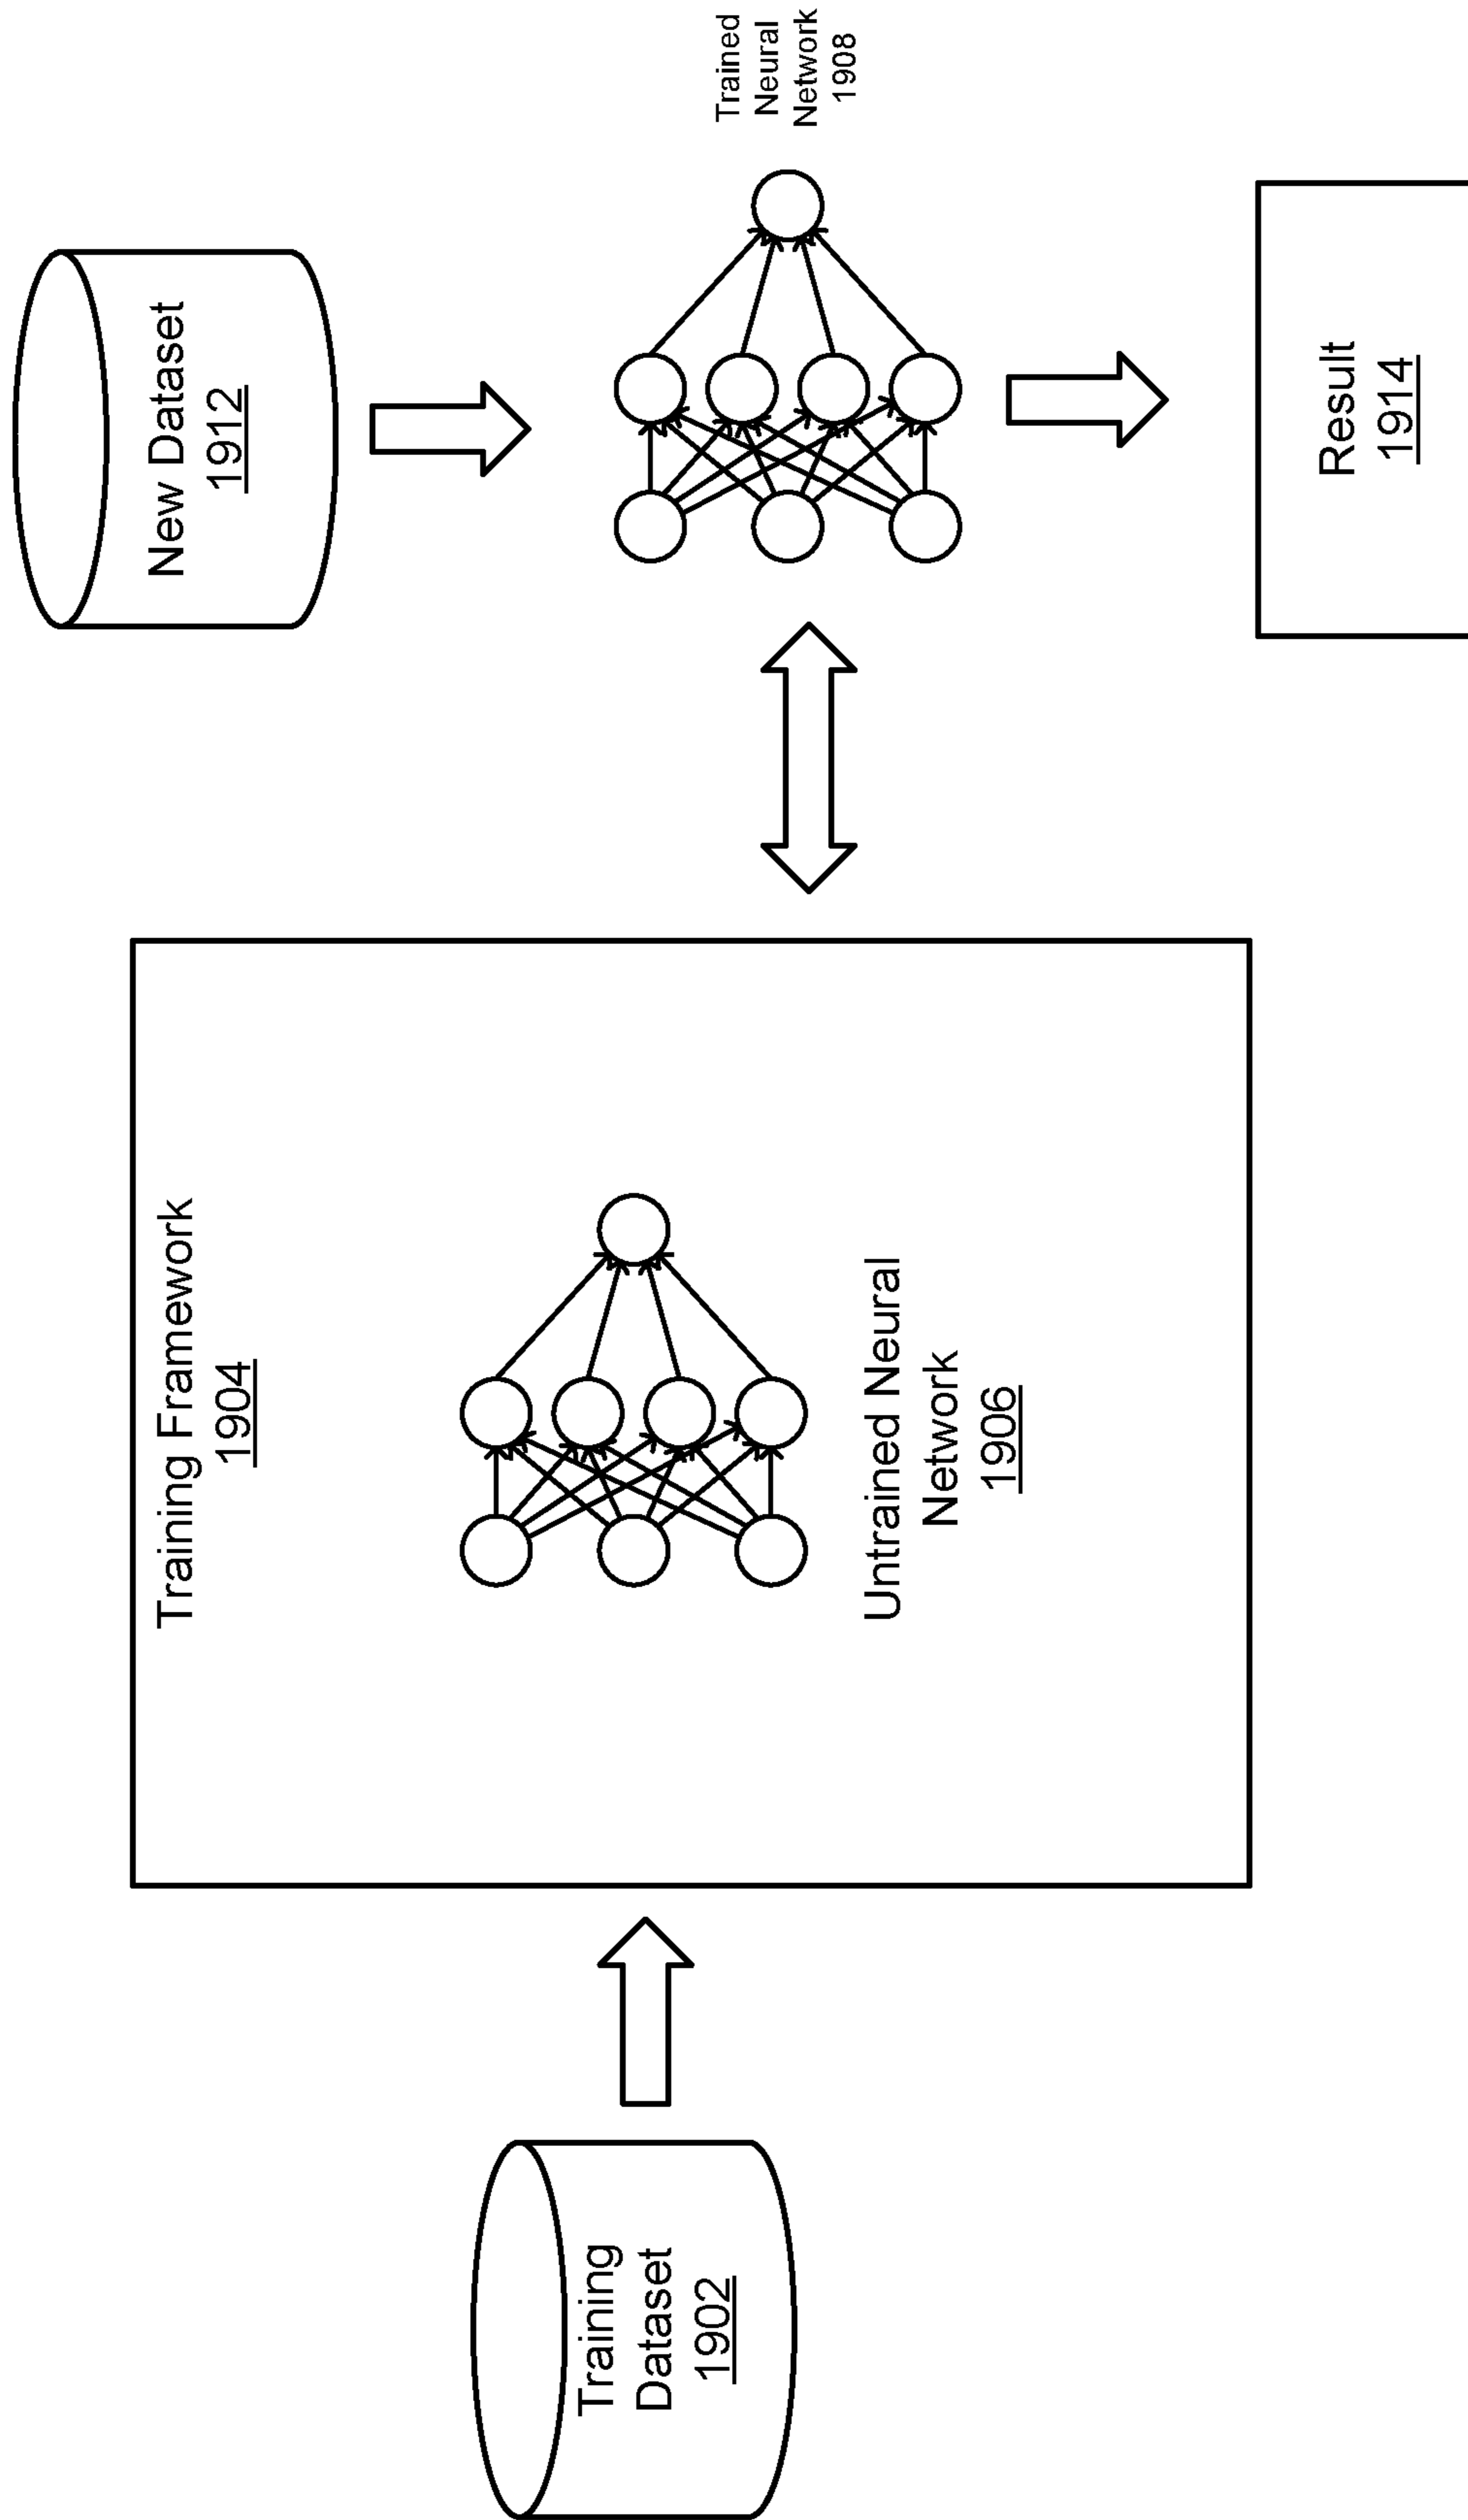 Training
Dataset
1902
Training Framework
1904
Untrained Neural
Network
1906
New Dataset
1912
Trained
Neural
Network
1908
Result
1914